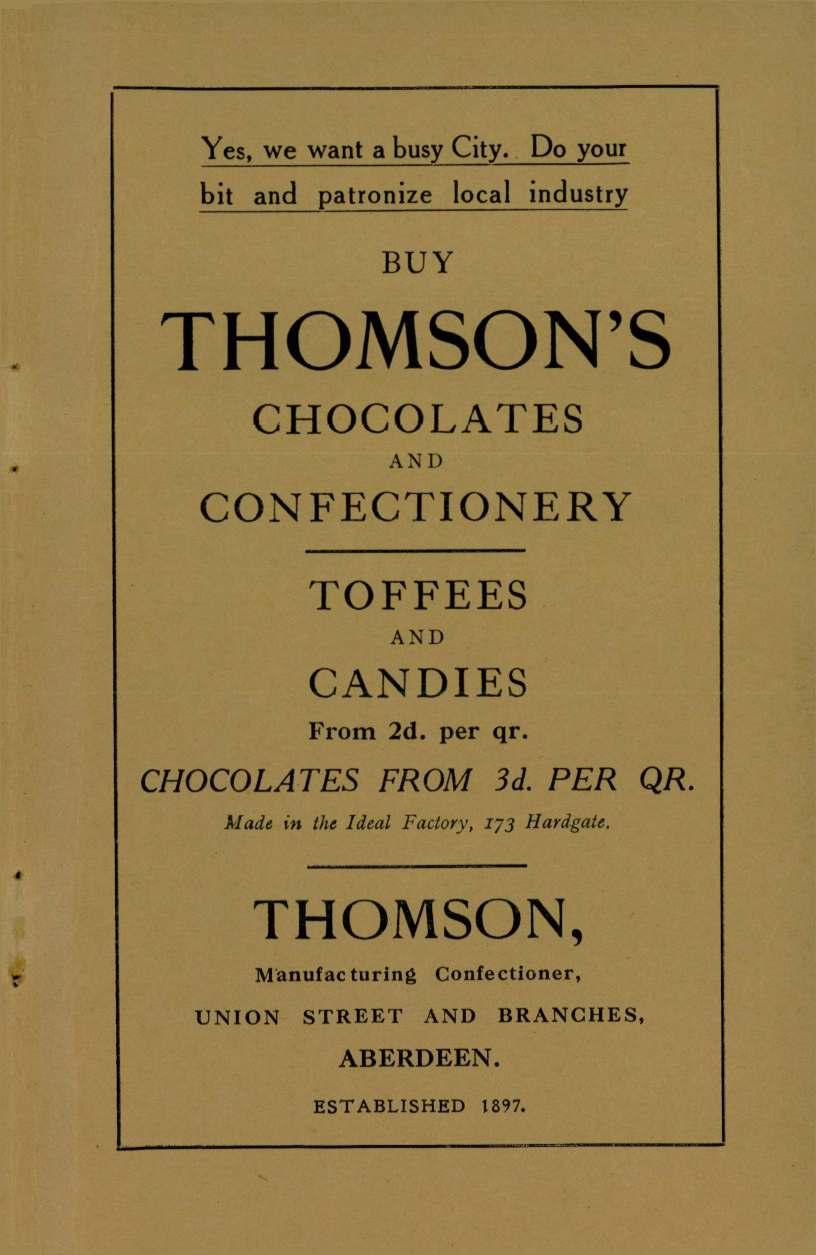 Yes, we want a busy City. Do your
bit and patronize local industry
BUY
THOMSON'S
CHOCOLATES
AND
CONFECTIONERY
TOFFEES
AND
CANDIES
From 2d. per qr.
CHOCOLATES FROM 3d. PER QR.
Made in the Ideal Factory, 173 Hardgate.
THOMSON,
Manufacturing Confectioner,
UNION STREET AND BRANCHES,
ABERDEEN.
ESTABLISHED 1897.